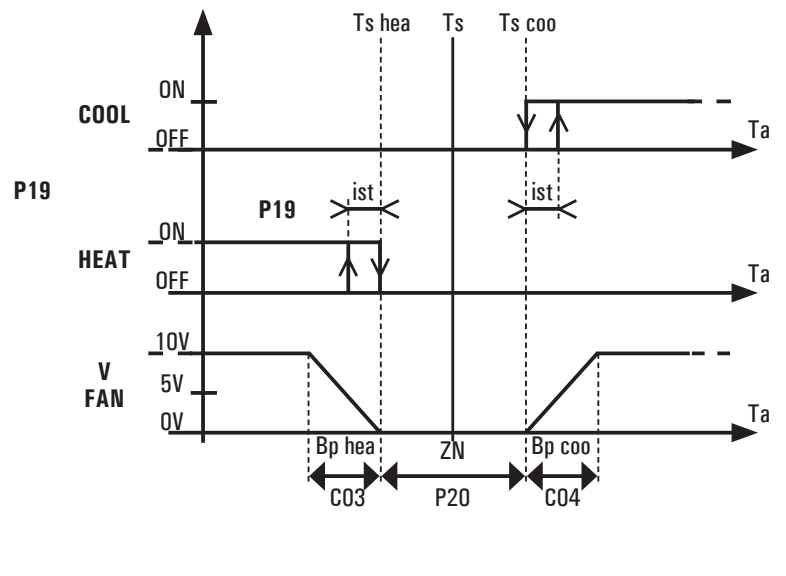 Ts hea Ts Ts coo
ON
COOL
OFF
Ta
P19
ist
P19
ist
ON
HEAT
OFF
Ta
10V
V
FAN
5V
0V
Ta
Bp hea
ZN
Bp coo
C03
P20
C04